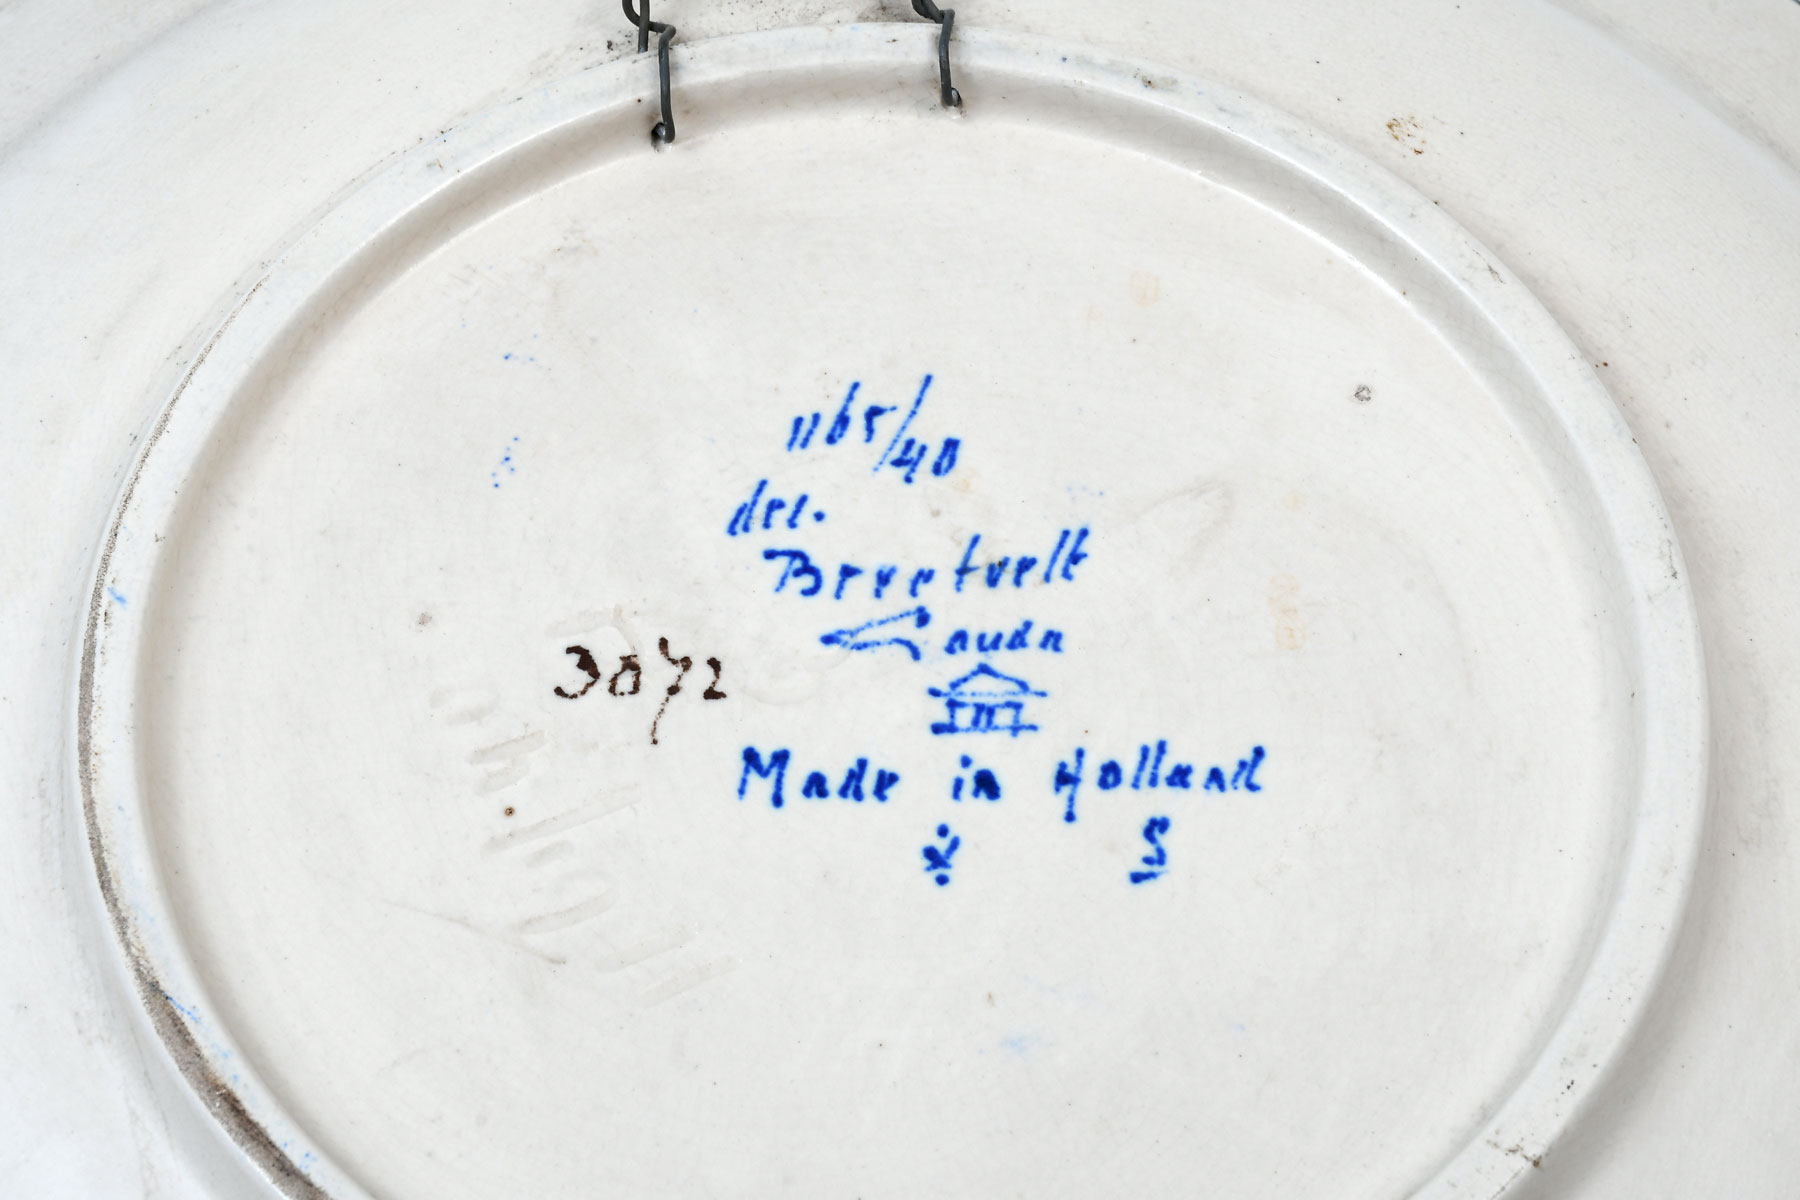 1165/40
dec.
Breetvelt
Gouda
3072
Made in Holland
S